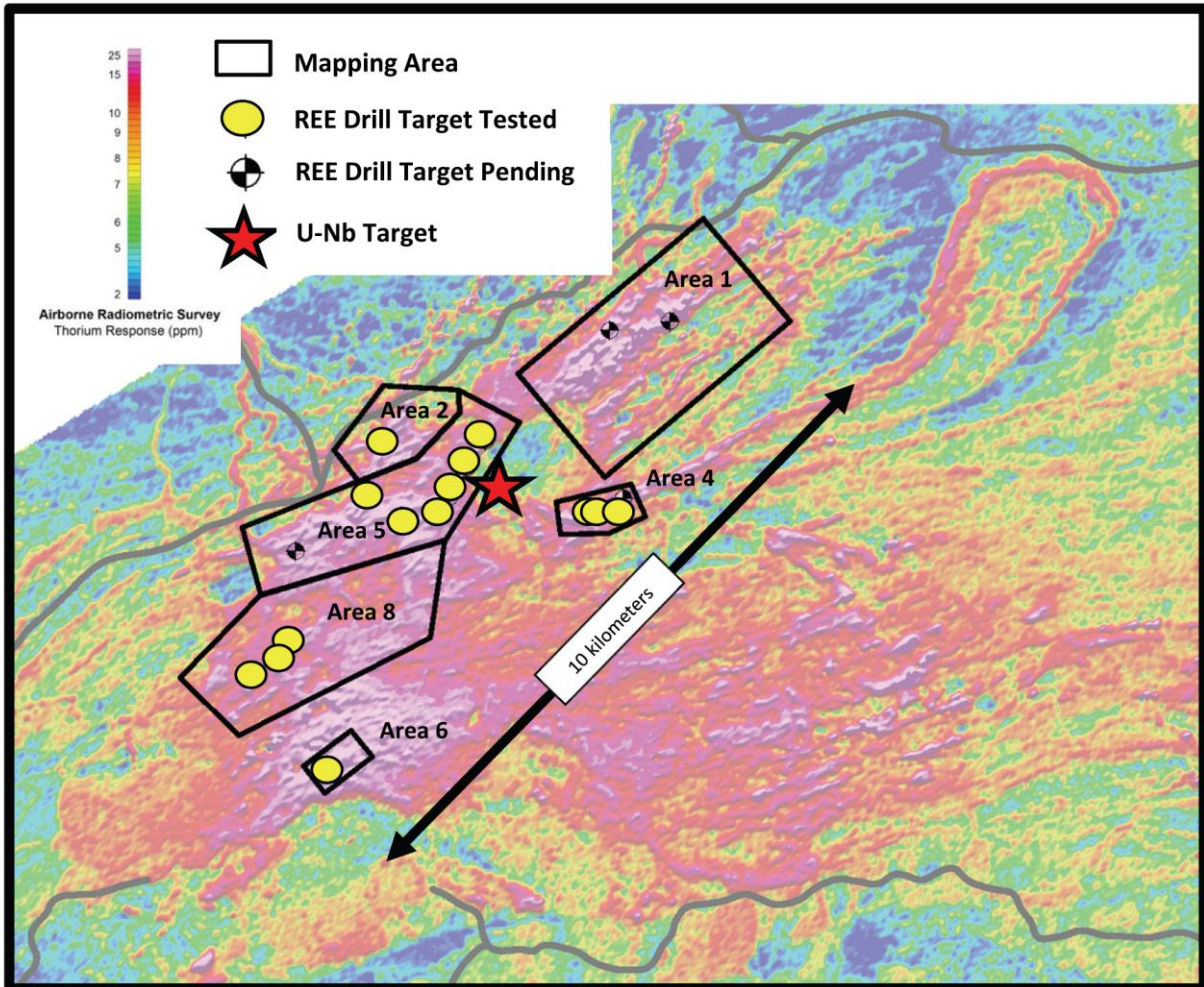 25
15
10
9
8
7
6
5
2
Airborne Radiometric Survey
Thorium Response (ppm)
Mapping Area
REE Drill Target Tested
REE Drill Target Pending
U-Nb Target
Area 1
Area 2
Area 4
Area 5
Area 8
10 kilometers
Area 6